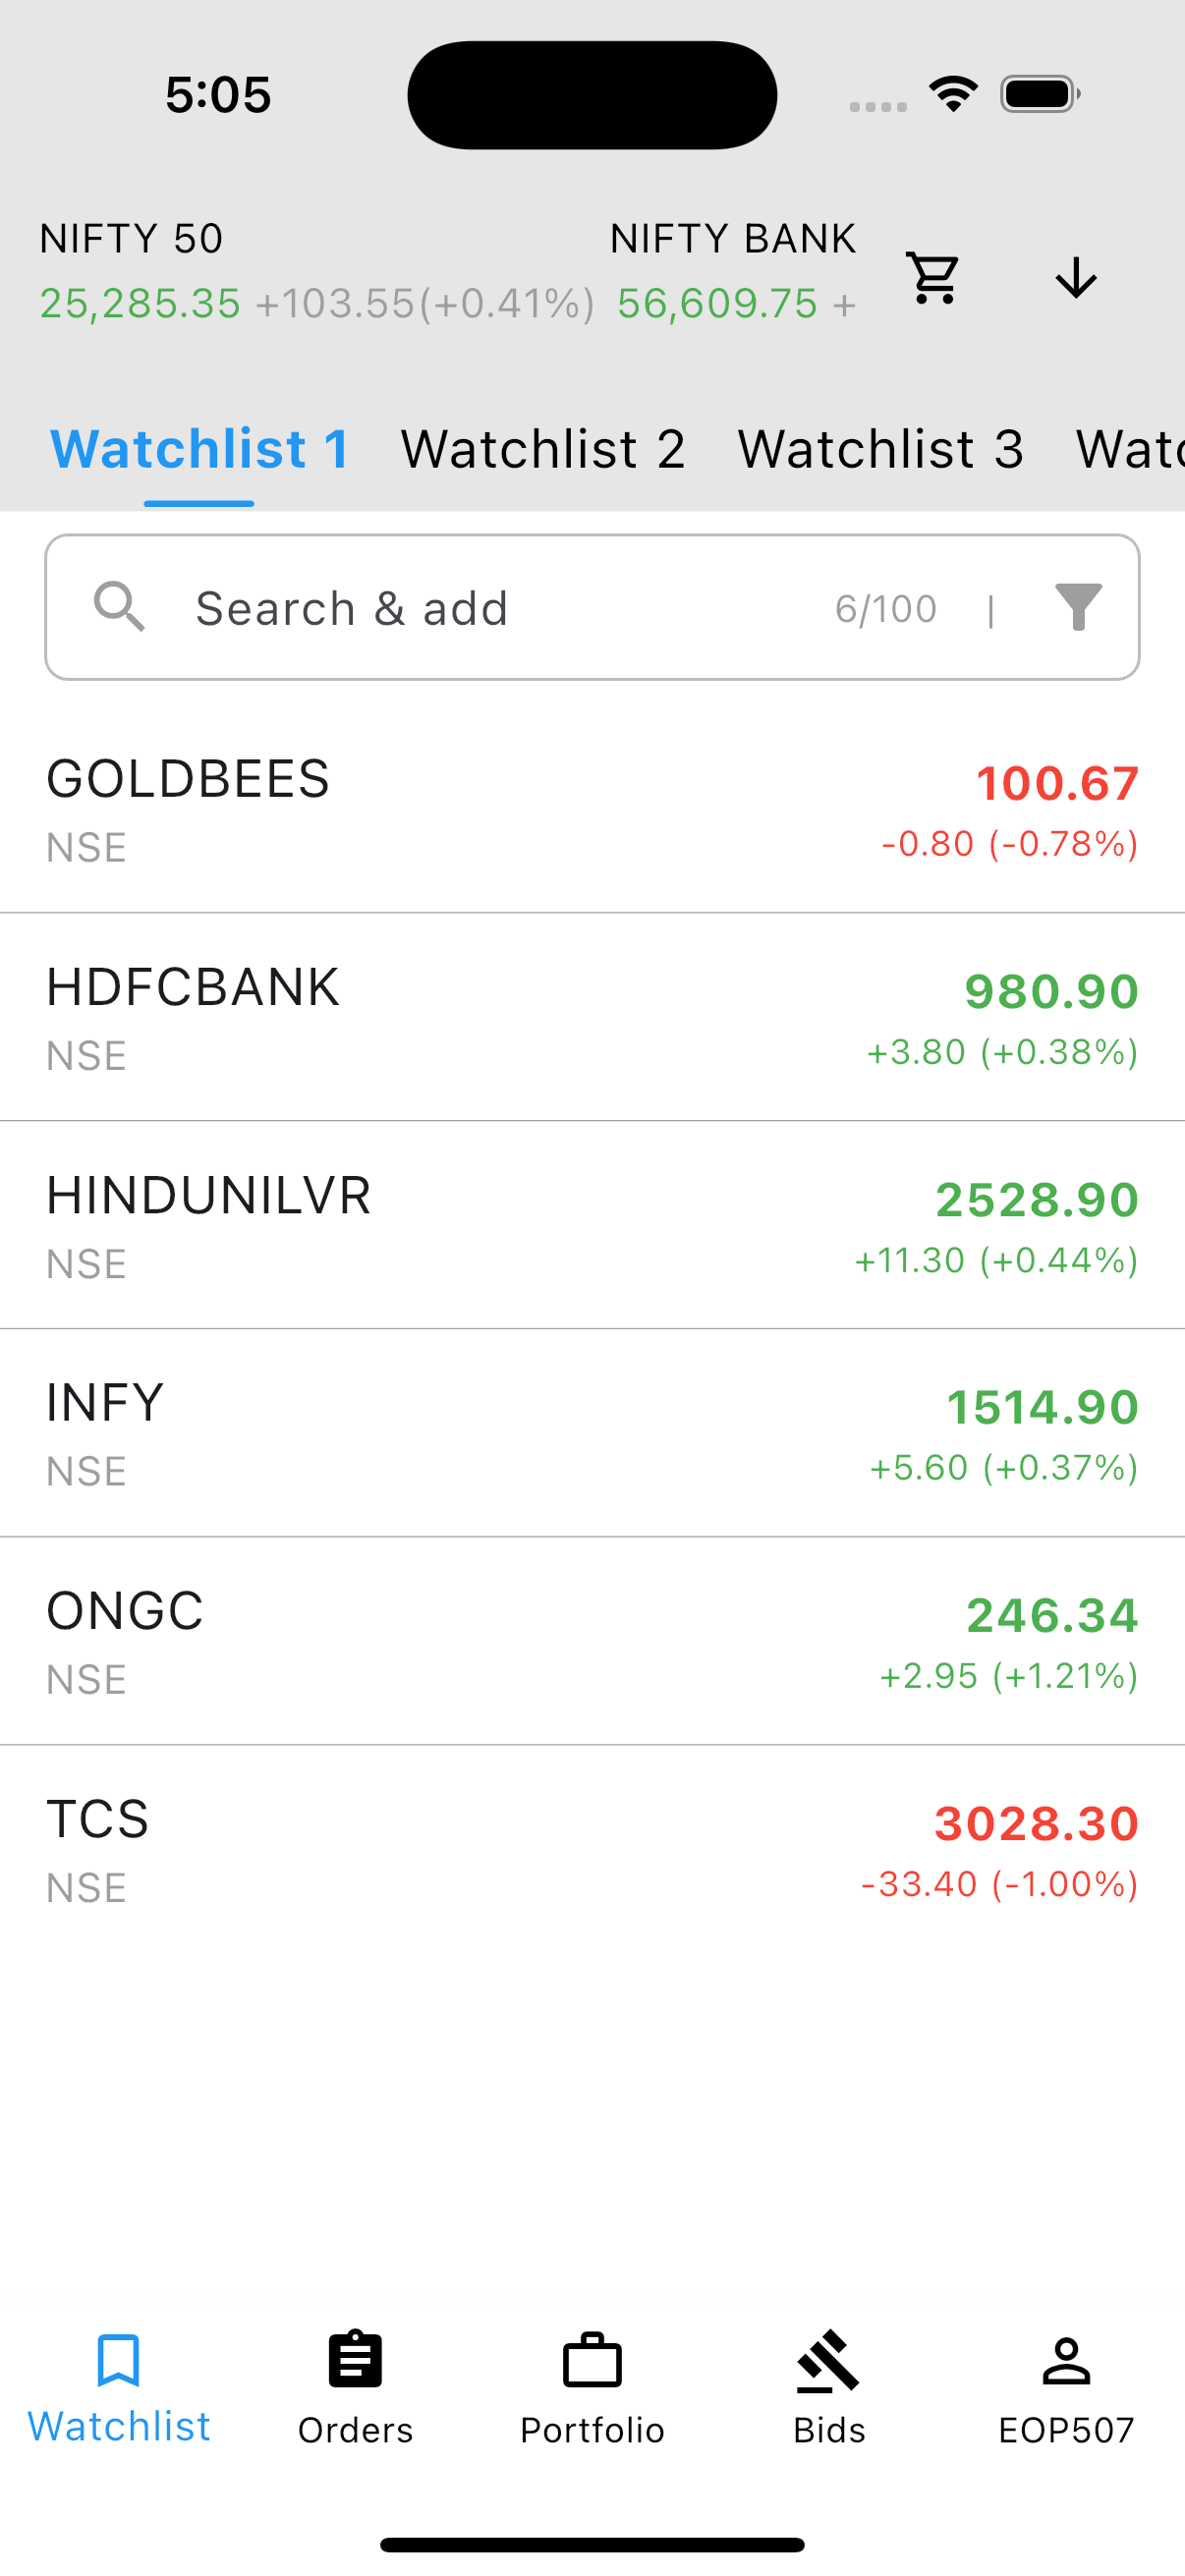 5:05
NIFTY 50 NIFTY BANK
25,285.35 +103.55(+0.41%) 56,609.75 +
Watchlist 1 Watchlist 2 Watchlist 3 Watc
Search & add 6/100 |
GOLDBEES 100.67
NSE -0.80 (-0.78%)
HDFCBANK 980.90
NSE +3.80 (+0.38%)
HINDUNILVR 2528.90
NSE +11.30 (+0.44%)
INFY 1514.90
NSE +5.60 (+0.37%)
ONGC 246.34
NSE +2.95 (+1.21%)
TCS 3028.30
NSE -33.40 (-1.00%)
Watchlist Orders Portfolio Bids EOP507